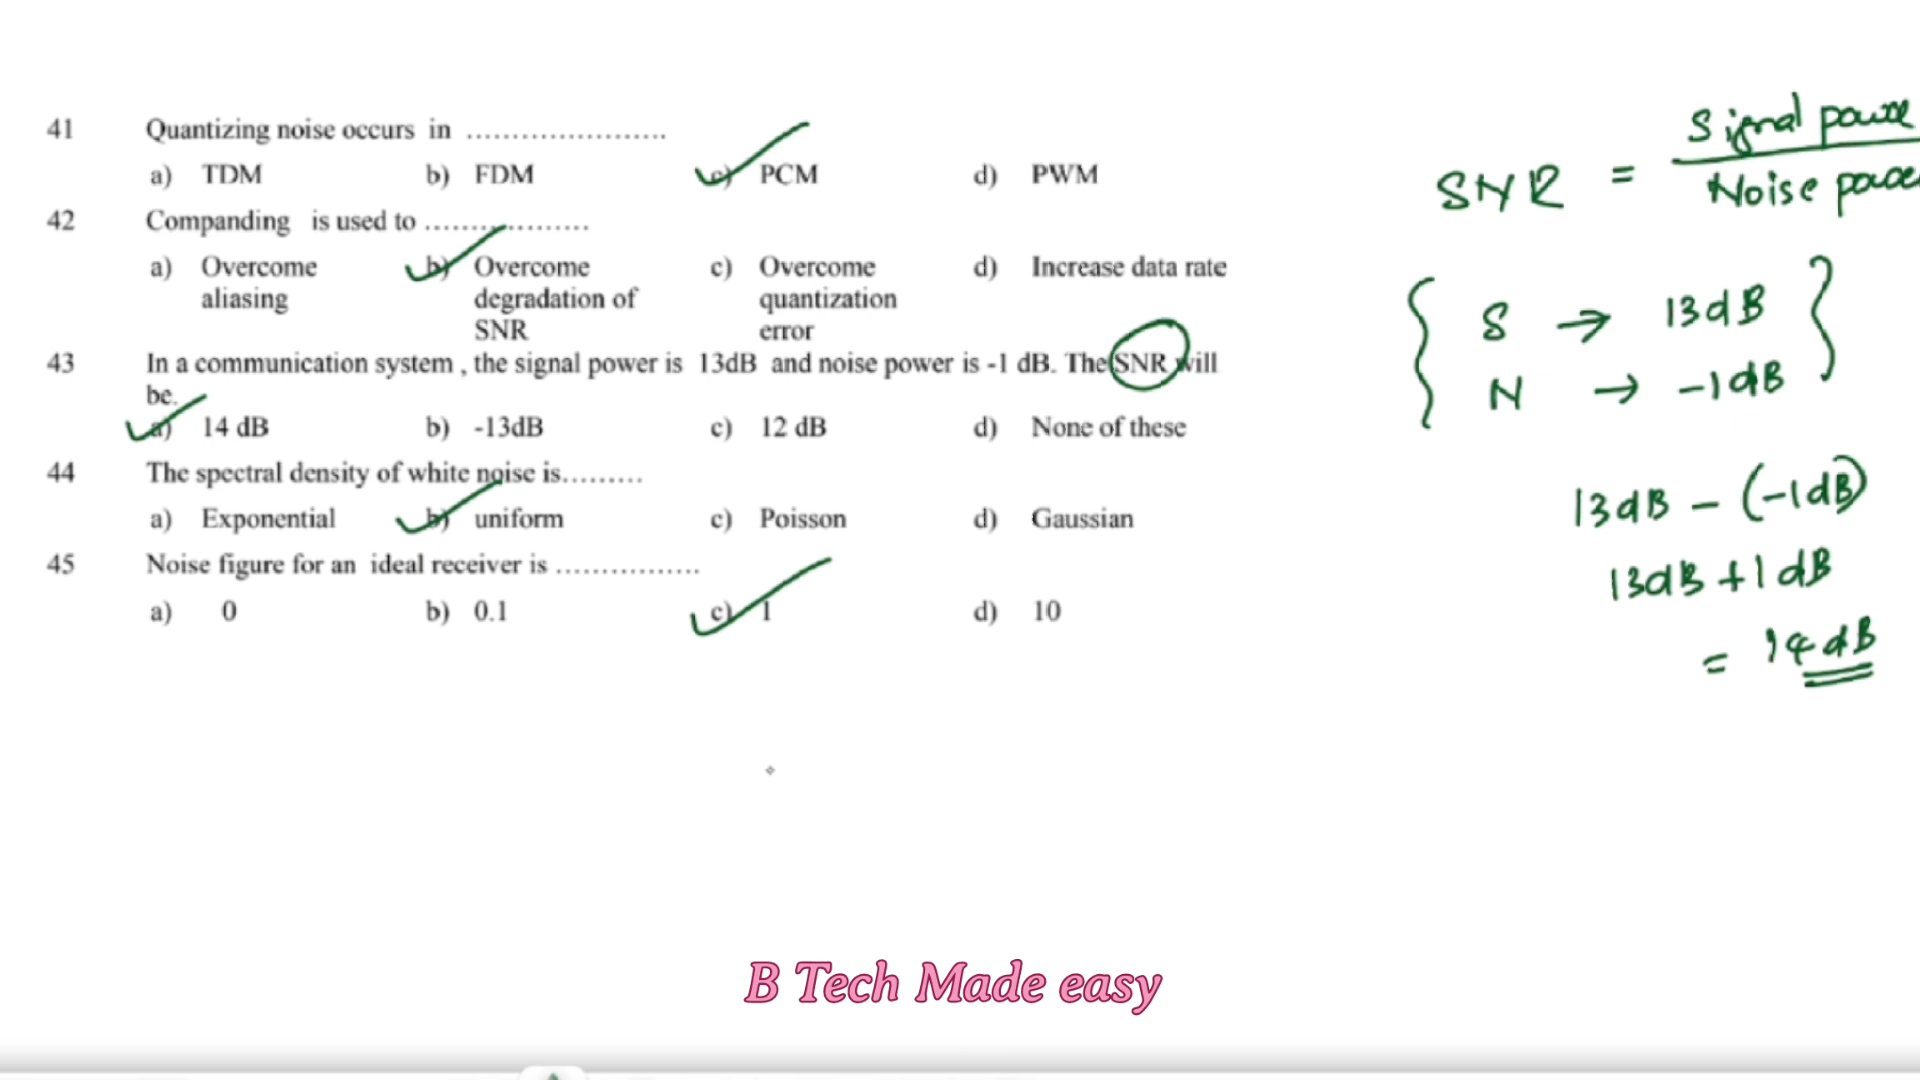 41 Quantizing noise occurs in ......................
a) TDM b) FDM c) PCM d) PWM
42 Companding is used to ..................
a) Overcome aliasing b) Overcome degradation of SNR c) Overcome quantization error d) Increase data rate
43 In a communication system , the signal power is 13dB and noise power is -1 dB. The SNR will
be.
a) 14 dB b) -13dB c) 12 dB d) None of these
44 The spectral density of white noise is.........
a) Exponential b) uniform c) Poisson d) Gaussian
45 Noise figure for an ideal receiver is ................
a) 0 b) 0.1 c) 1 d) 10
SNR = Signal power
Noise power
S → 13dB
N → -1dB
13dB - (-1dB)
13dB + 1dB
= 14dB
B Tech Made easy